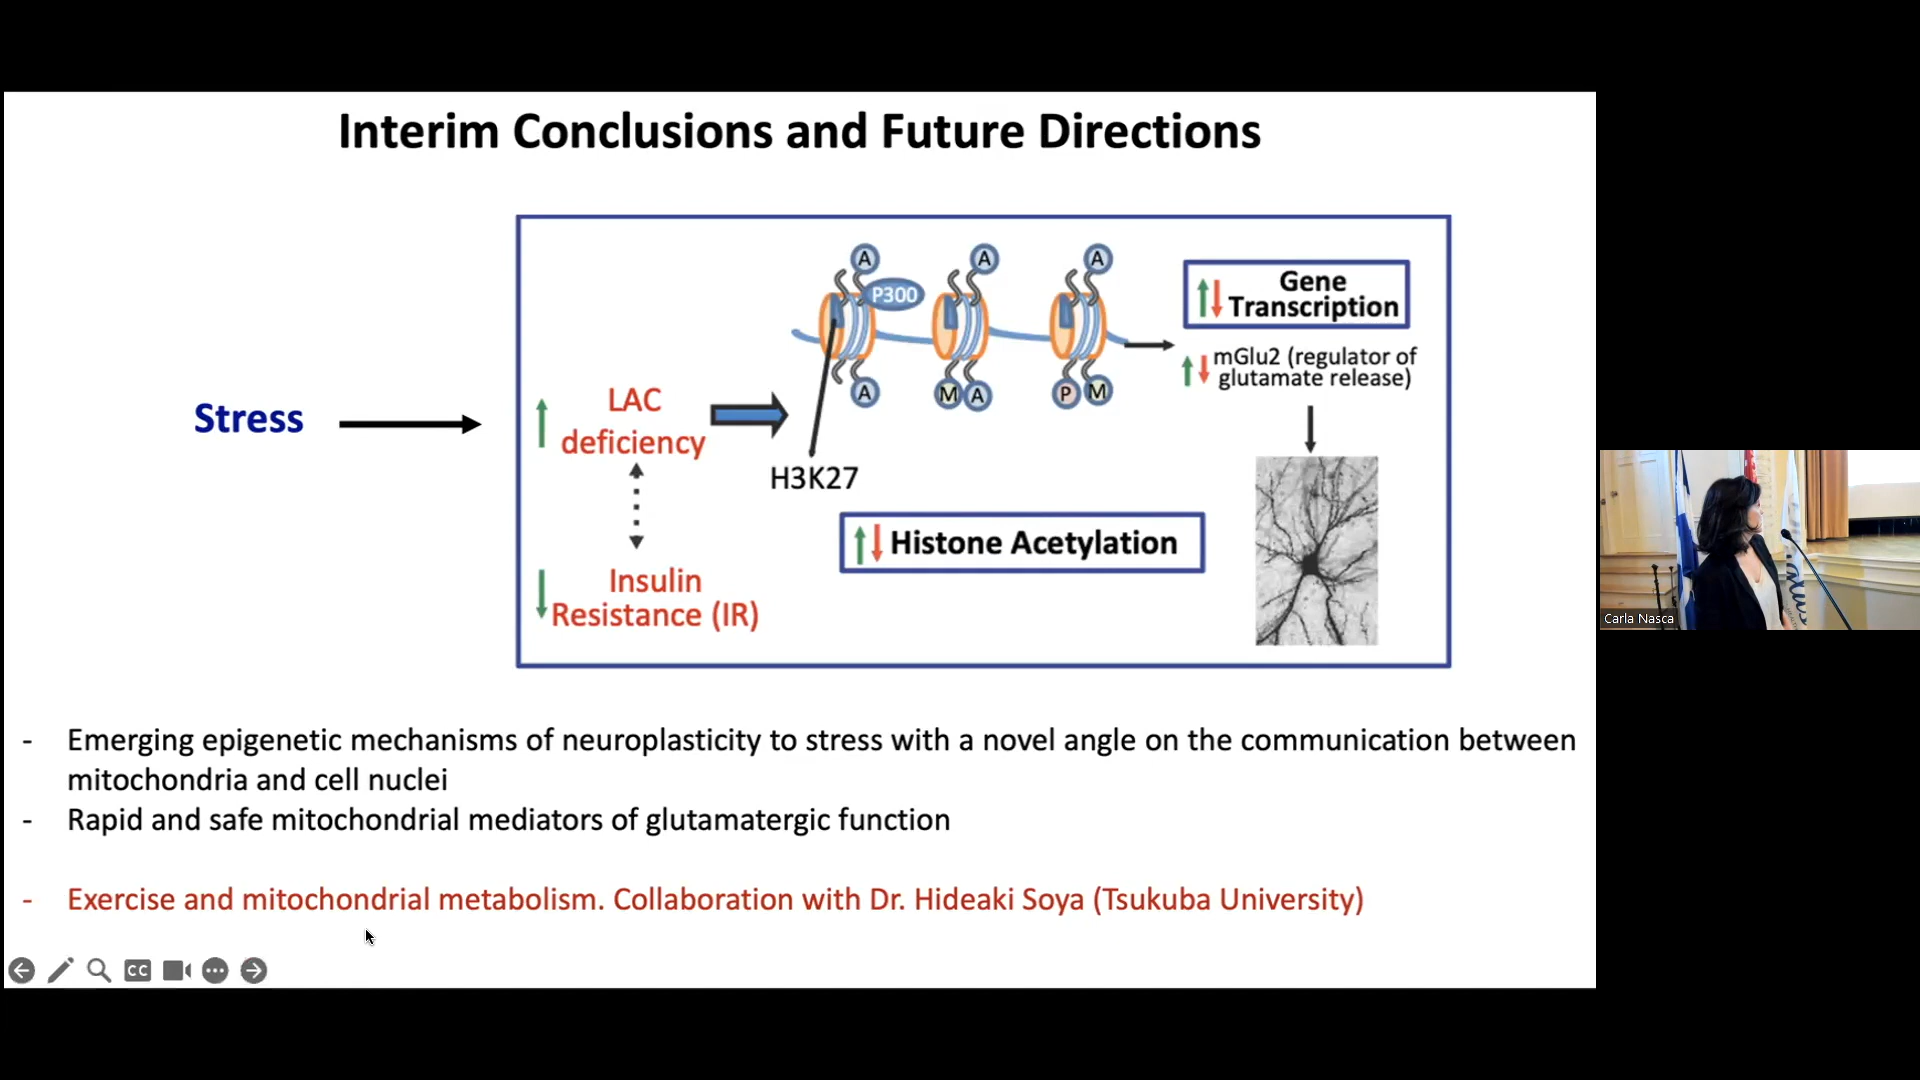 Interim Conclusions and Future Directions
A
A
A
P300
Gene
Transcription
mGlu2 (regulator of
glutamate release)
A
M
A
P
M
Stress
LAC
deficiency
H3K27
Histone Acetylation
Insulin
Resistance (IR)
- Emerging epigenetic mechanisms of neuroplasticity to stress with a novel angle on the communication between
mitochondria and cell nuclei
- Rapid and safe mitochondrial mediators of glutamatergic function
- Exercise and mitochondrial metabolism. Collaboration with Dr. Hideaki Soya (Tsukuba University)
CC
Carla Nasca